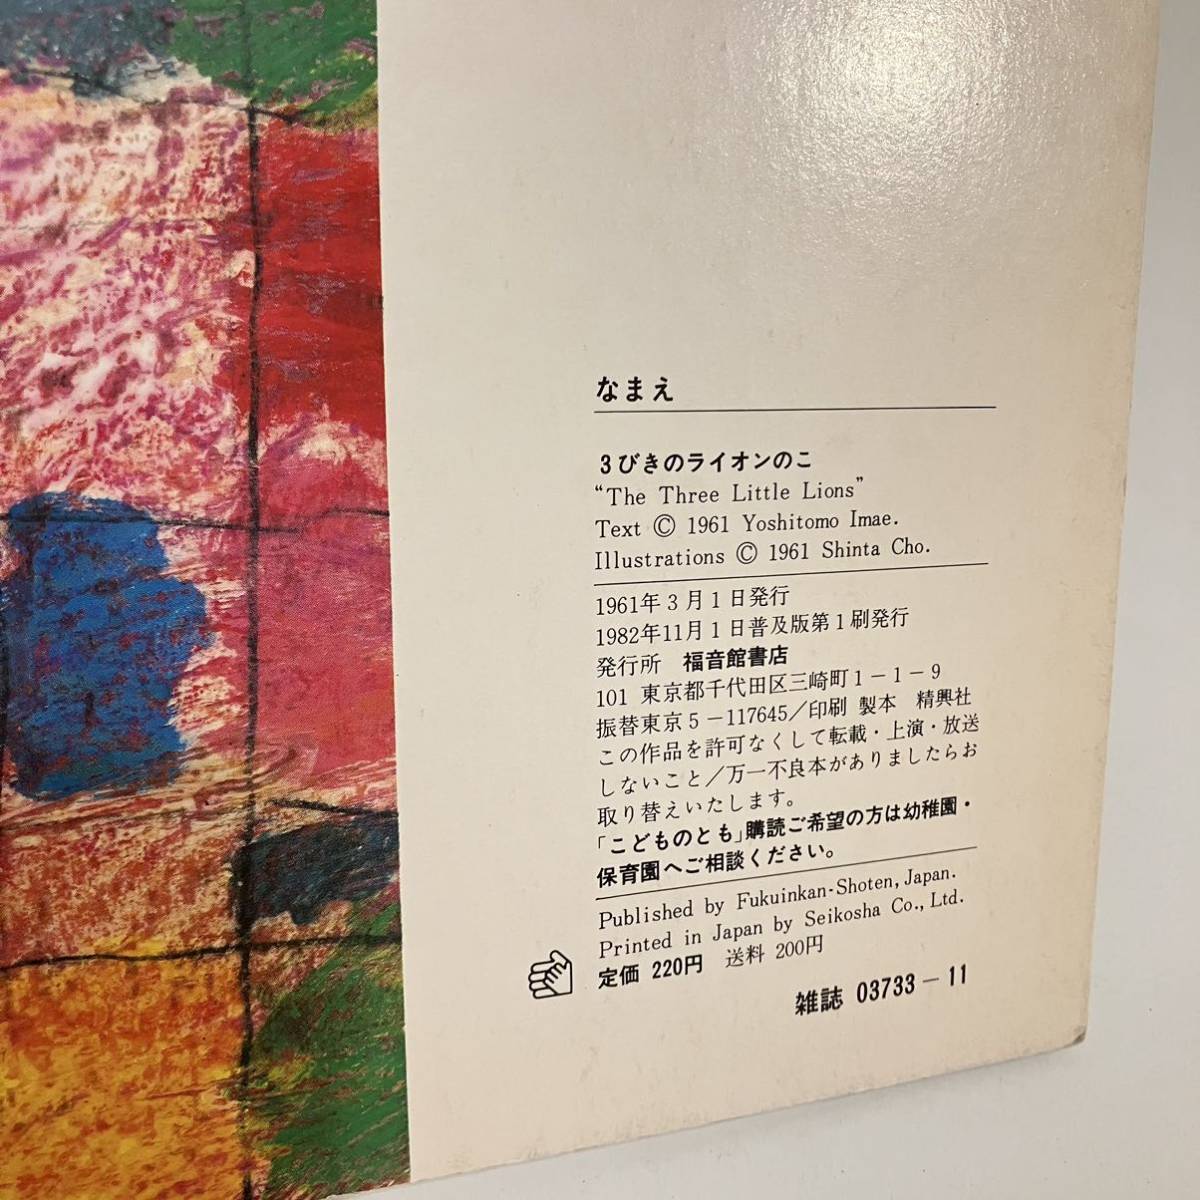 なまえ
3びきのライオンのこ
“The Three Little Lions”
Text © 1961 Yoshitomo Imae.
Illustrations © 1961 Shinta Cho.
1961年3月1日発行
1982年11月1日普及版第1刷発行
発行所 福音館書店
101 東京都千代田区三崎町1-1-9
振替東京5-117645/印刷 製本 精興社
この作品を許可なくして転載・上演・放送
しないこと/万一不良本がありましたらお
取り替えいたします。
「こどものとも」購読ご希望の方は幼稚園・
保育園へご相談ください。
Published by Fukuinkan-Shoten, Japan.
Printed in Japan by Seikosha Co., Ltd.
定価 220円 送料 200円
雑誌 03733-11